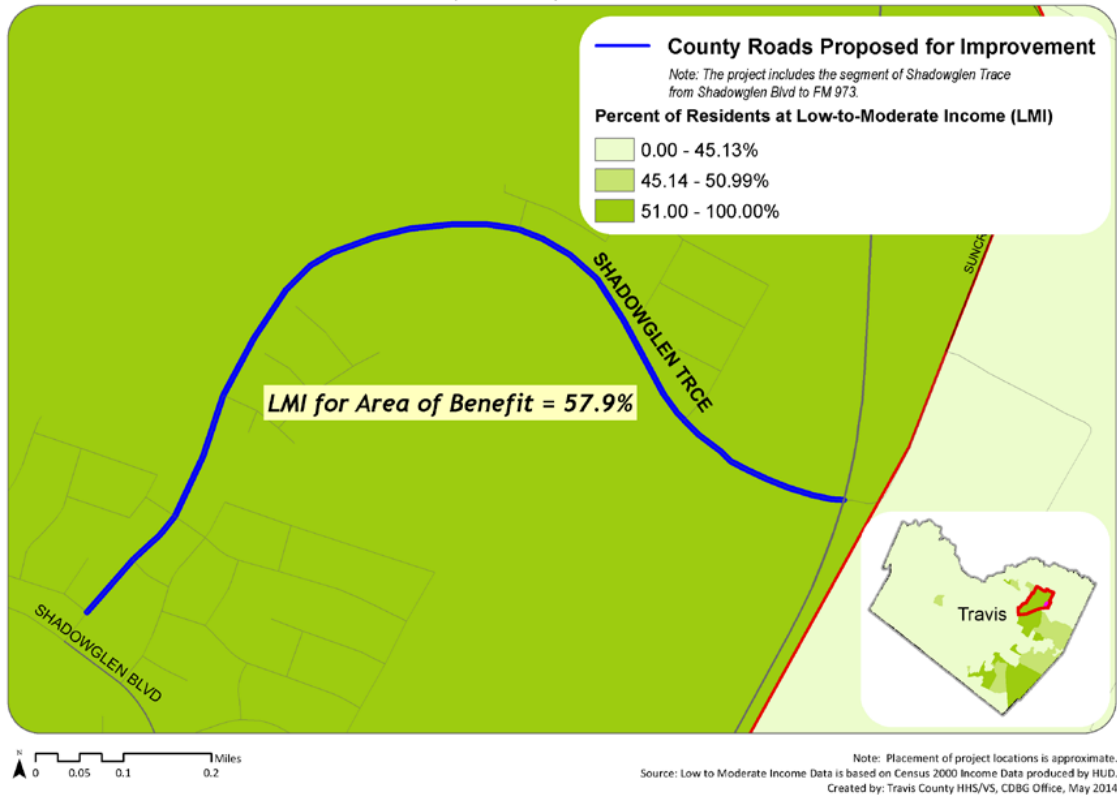 County Roads Proposed for Improvement
Note: The project includes the segment of Shadowglen Trace
from Shadowglen Blvd to FM 973.
Percent of Residents at Low-to-Moderate Income (LMI)
0.00 - 45.13%
45.14 - 50.99%
51.00 - 100.00%
SUNCR
SHADOWGLEN TRCE
LMI for Area of Benefit = 57.9%
SHADOWGLEN BLVD
Travis
N
Miles
0 0.05 0.1 0.2
Note: Placement of project locations is approximate.
Source: Low to Moderate Income Data is based on Census 2000 Income Data produced by HUD.
Created by: Travis County HHS/VS, CDBG Office, May 2014